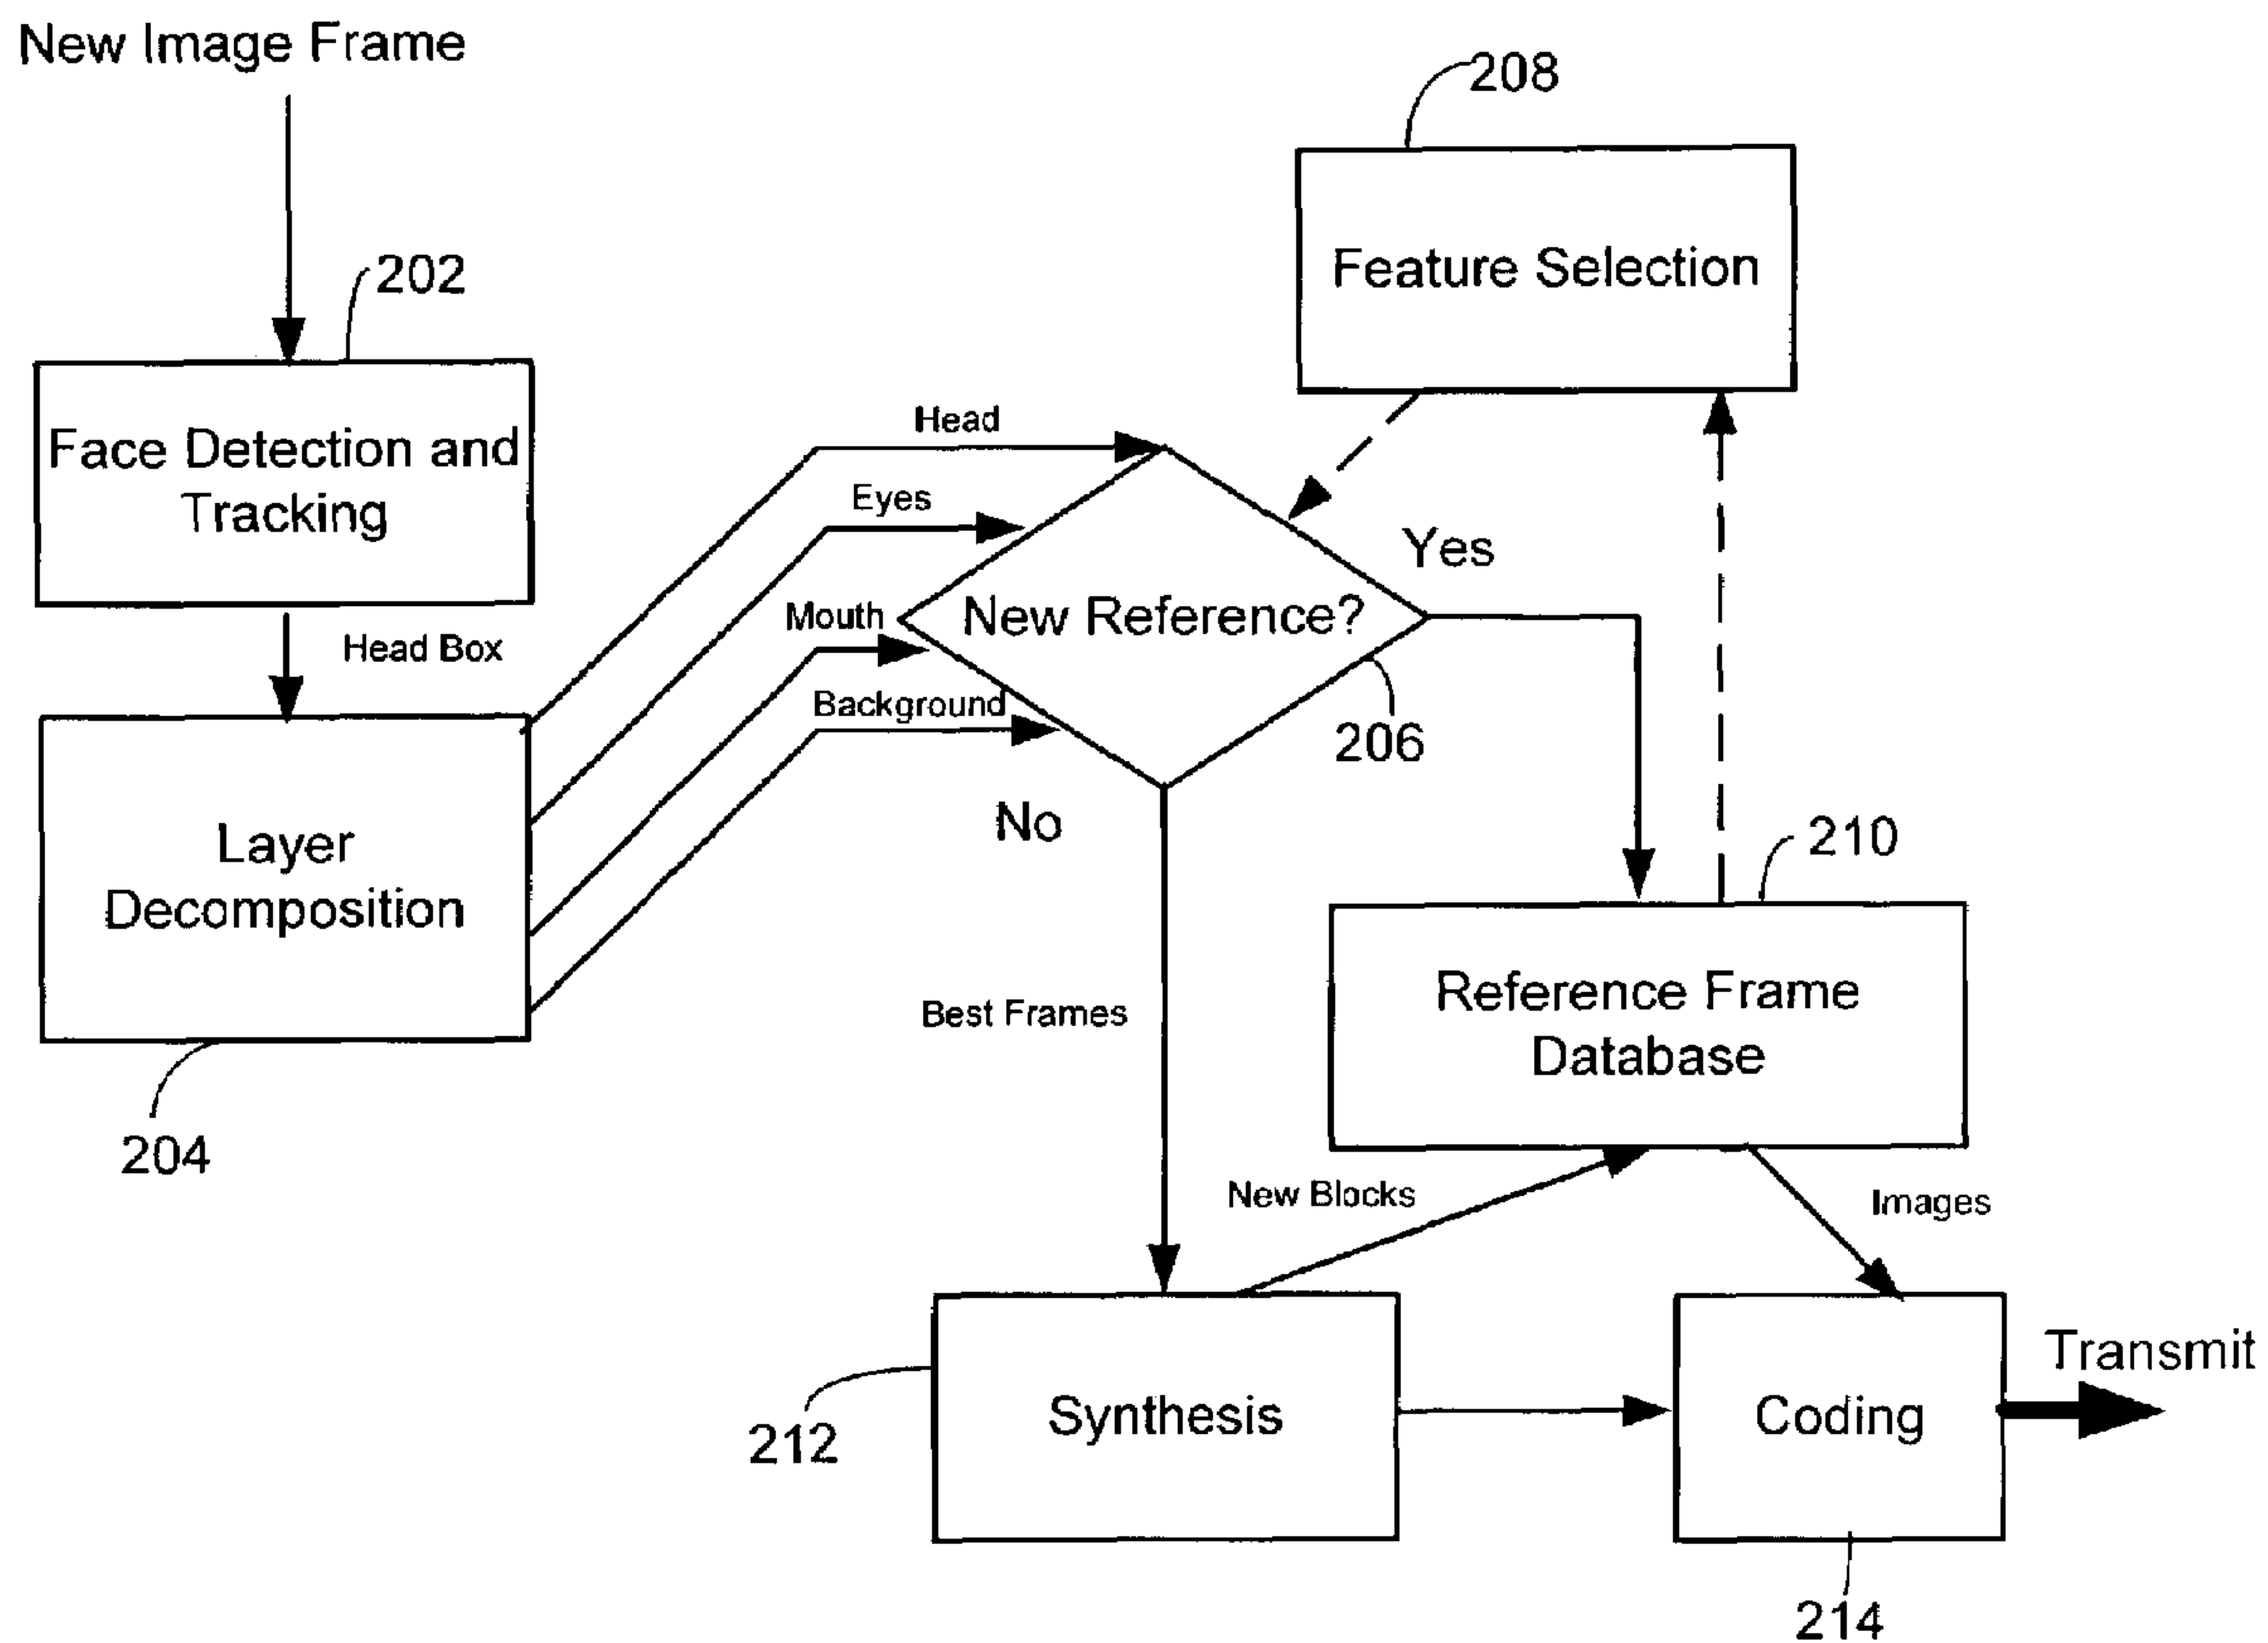 New Image Frame
208
Feature Selection
202
Face Detection and
Tracking
Head
Eyes
Yes
New Reference?
Mouth
Head Box
Background
206
No
210
Layer
Decomposition
Best Frames
Reference Frame
Database
204
New Blocks
Images
Transmit
Synthesis
Coding
212
214